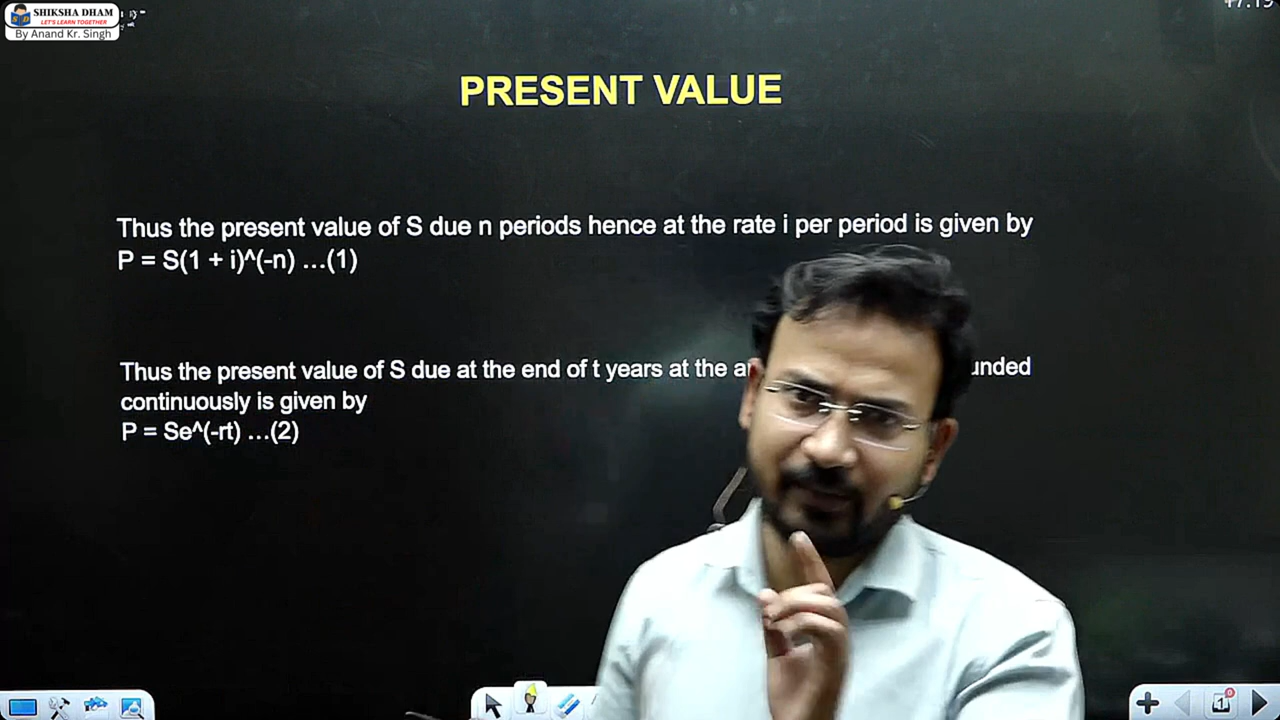 SHIKSHA DHAM
LET'S LEARN TOGETHER
By Anand Kr. Singh
PRESENT VALUE
Thus the present value of S due n periods hence at the rate i per period is given by
P = S(1 + i)^(-n) ...(1)
Thus the present value of S due at the end of t years at the
continuously is given by
P = Se^(-rt) ...(2)